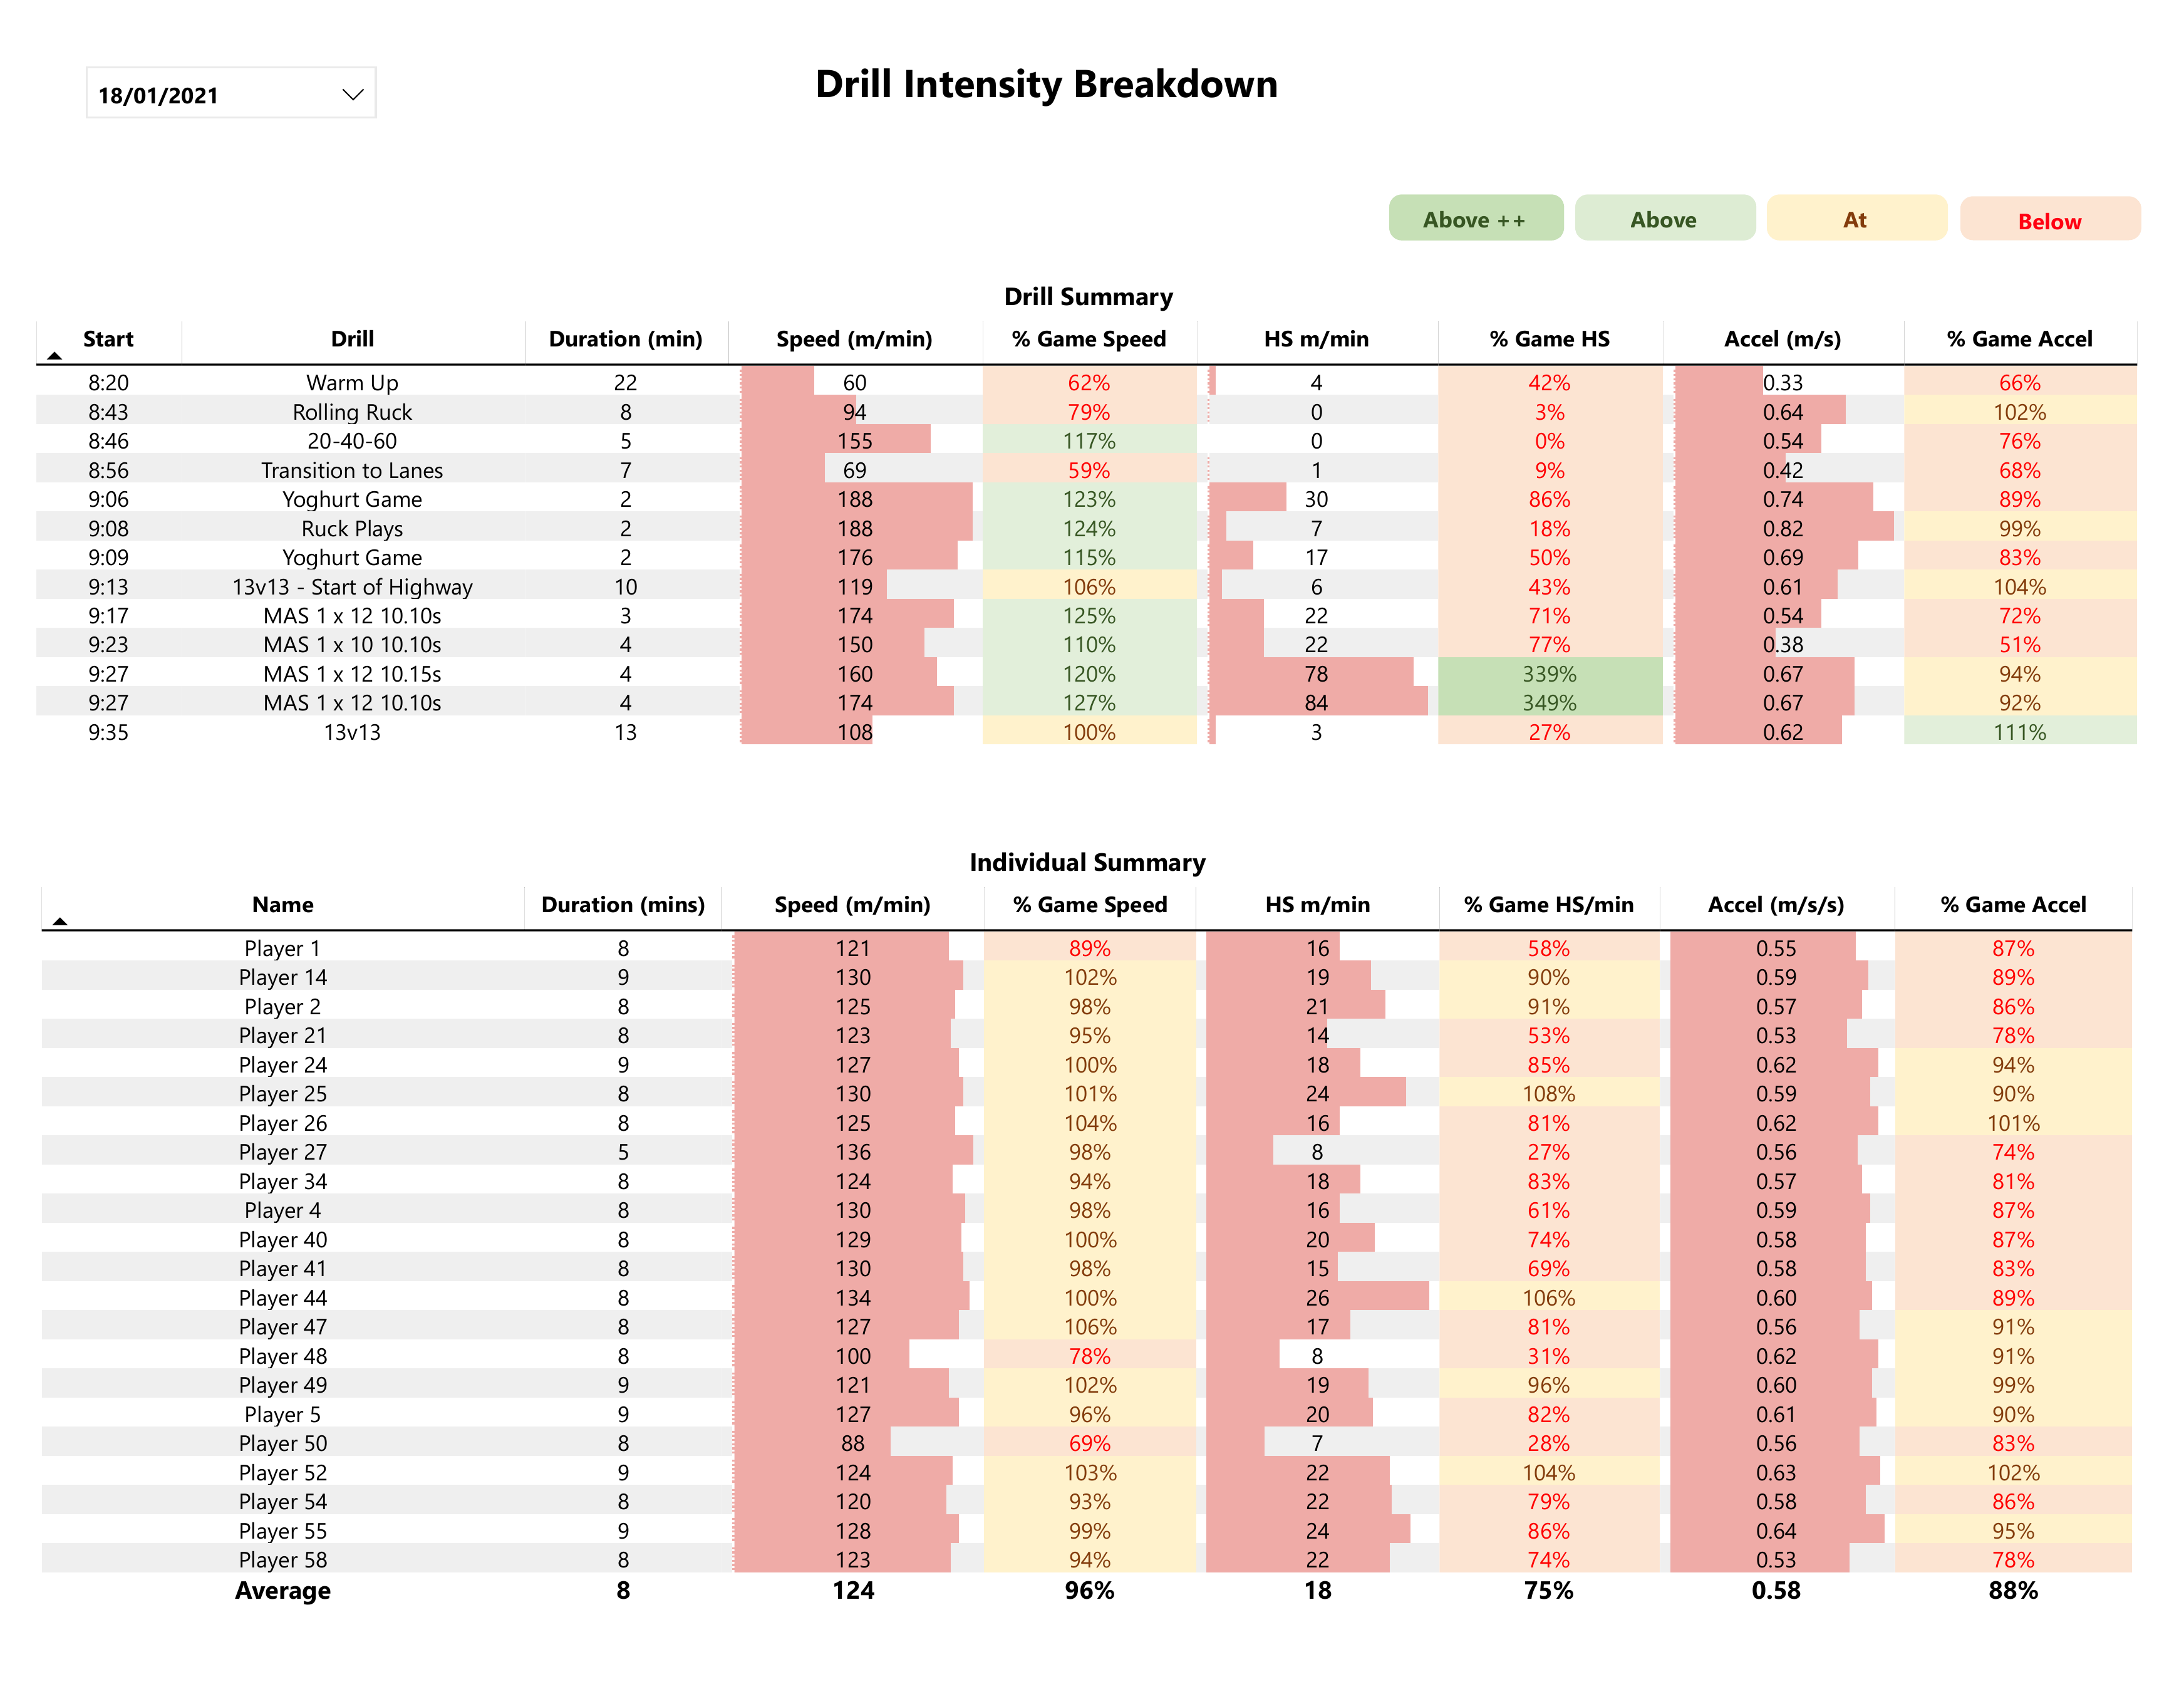 18/01/2021
Drill Intensity Breakdown
Above ++ Above At Below
Drill Summary
Start Drill Duration (min) Speed (m/min) % Game Speed HS m/min % Game HS Accel (m/s) % Game Accel
8:20 Warm Up 22 60 62% 4 42% 0.33 66%
8:43 Rolling Ruck 8 94 79% 0 3% 0.64 102%
8:46 20-40-60 5 155 117% 0 0% 0.54 76%
8:56 Transition to Lanes 7 69 59% 1 9% 0.42 68%
9:06 Yoghurt Game 2 188 123% 30 86% 0.74 89%
9:08 Ruck Plays 2 188 124% 7 18% 0.82 99%
9:09 Yoghurt Game 2 176 115% 17 50% 0.69 83%
9:13 13v13 - Start of Highway 10 119 106% 6 43% 0.61 104%
9:17 MAS 1 x 12 10.10s 3 174 125% 22 71% 0.54 72%
9:23 MAS 1 x 10 10.10s 4 150 110% 22 77% 0.38 51%
9:27 MAS 1 x 12 10.15s 4 160 120% 78 339% 0.67 94%
9:27 MAS 1 x 12 10.10s 4 174 127% 84 349% 0.67 92%
9:35 13v13 13 108 100% 3 27% 0.62 111%
Individual Summary
Name Duration (mins) Speed (m/min) % Game Speed HS m/min % Game HS/min Accel (m/s/s) % Game Accel
Player 1 8 121 89% 16 58% 0.55 87%
Player 14 9 130 102% 19 90% 0.59 89%
Player 2 8 125 98% 21 91% 0.57 86%
Player 21 8 123 95% 14 53% 0.53 78%
Player 24 9 127 100% 18 85% 0.62 94%
Player 25 8 130 101% 24 108% 0.59 90%
Player 26 8 125 104% 16 81% 0.62 101%
Player 27 5 136 98% 8 27% 0.56 74%
Player 34 8 124 94% 18 83% 0.57 81%
Player 4 8 130 98% 16 61% 0.59 87%
Player 40 8 129 100% 20 74% 0.58 87%
Player 41 8 130 98% 15 69% 0.58 83%
Player 44 8 134 100% 26 106% 0.60 89%
Player 47 8 127 106% 17 81% 0.56 91%
Player 48 8 100 78% 8 31% 0.62 91%
Player 49 9 121 102% 19 96% 0.60 99%
Player 5 9 127 96% 20 82% 0.61 90%
Player 50 8 88 69% 7 28% 0.56 83%
Player 52 9 124 103% 22 104% 0.63 102%
Player 54 8 120 93% 22 79% 0.58 86%
Player 55 9 128 99% 24 86% 0.64 95%
Player 58 8 123 94% 22 74% 0.53 78%
Average 8 124 96% 18 75% 0.58 88%